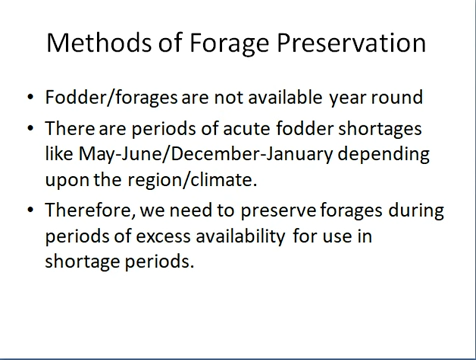 Methods of Forage Preservation
• Fodder/forages are not available year round
• There are periods of acute fodder shortages
like May-June/December-January depending
upon the region/climate.
• Therefore, we need to preserve forages during
periods of excess availability for use in
shortage periods.